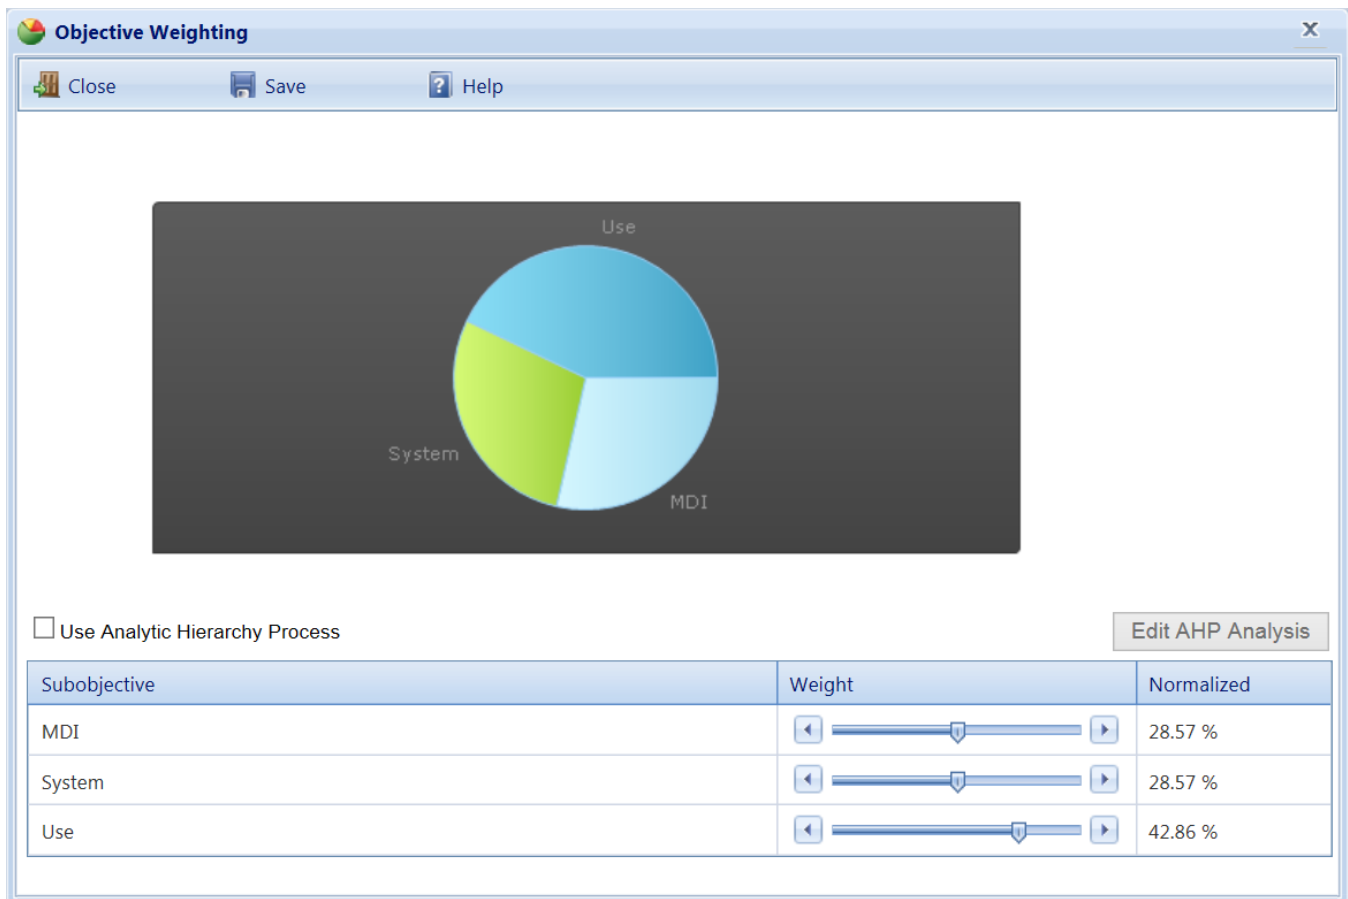 Objective Weighting
Close Save Help
Use
System
MDI
Use Analytic Hierarchy Process Edit AHP Analysis
Subobjective Weight Normalized
MDI 28.57 %
System 28.57 %
Use 42.86 %